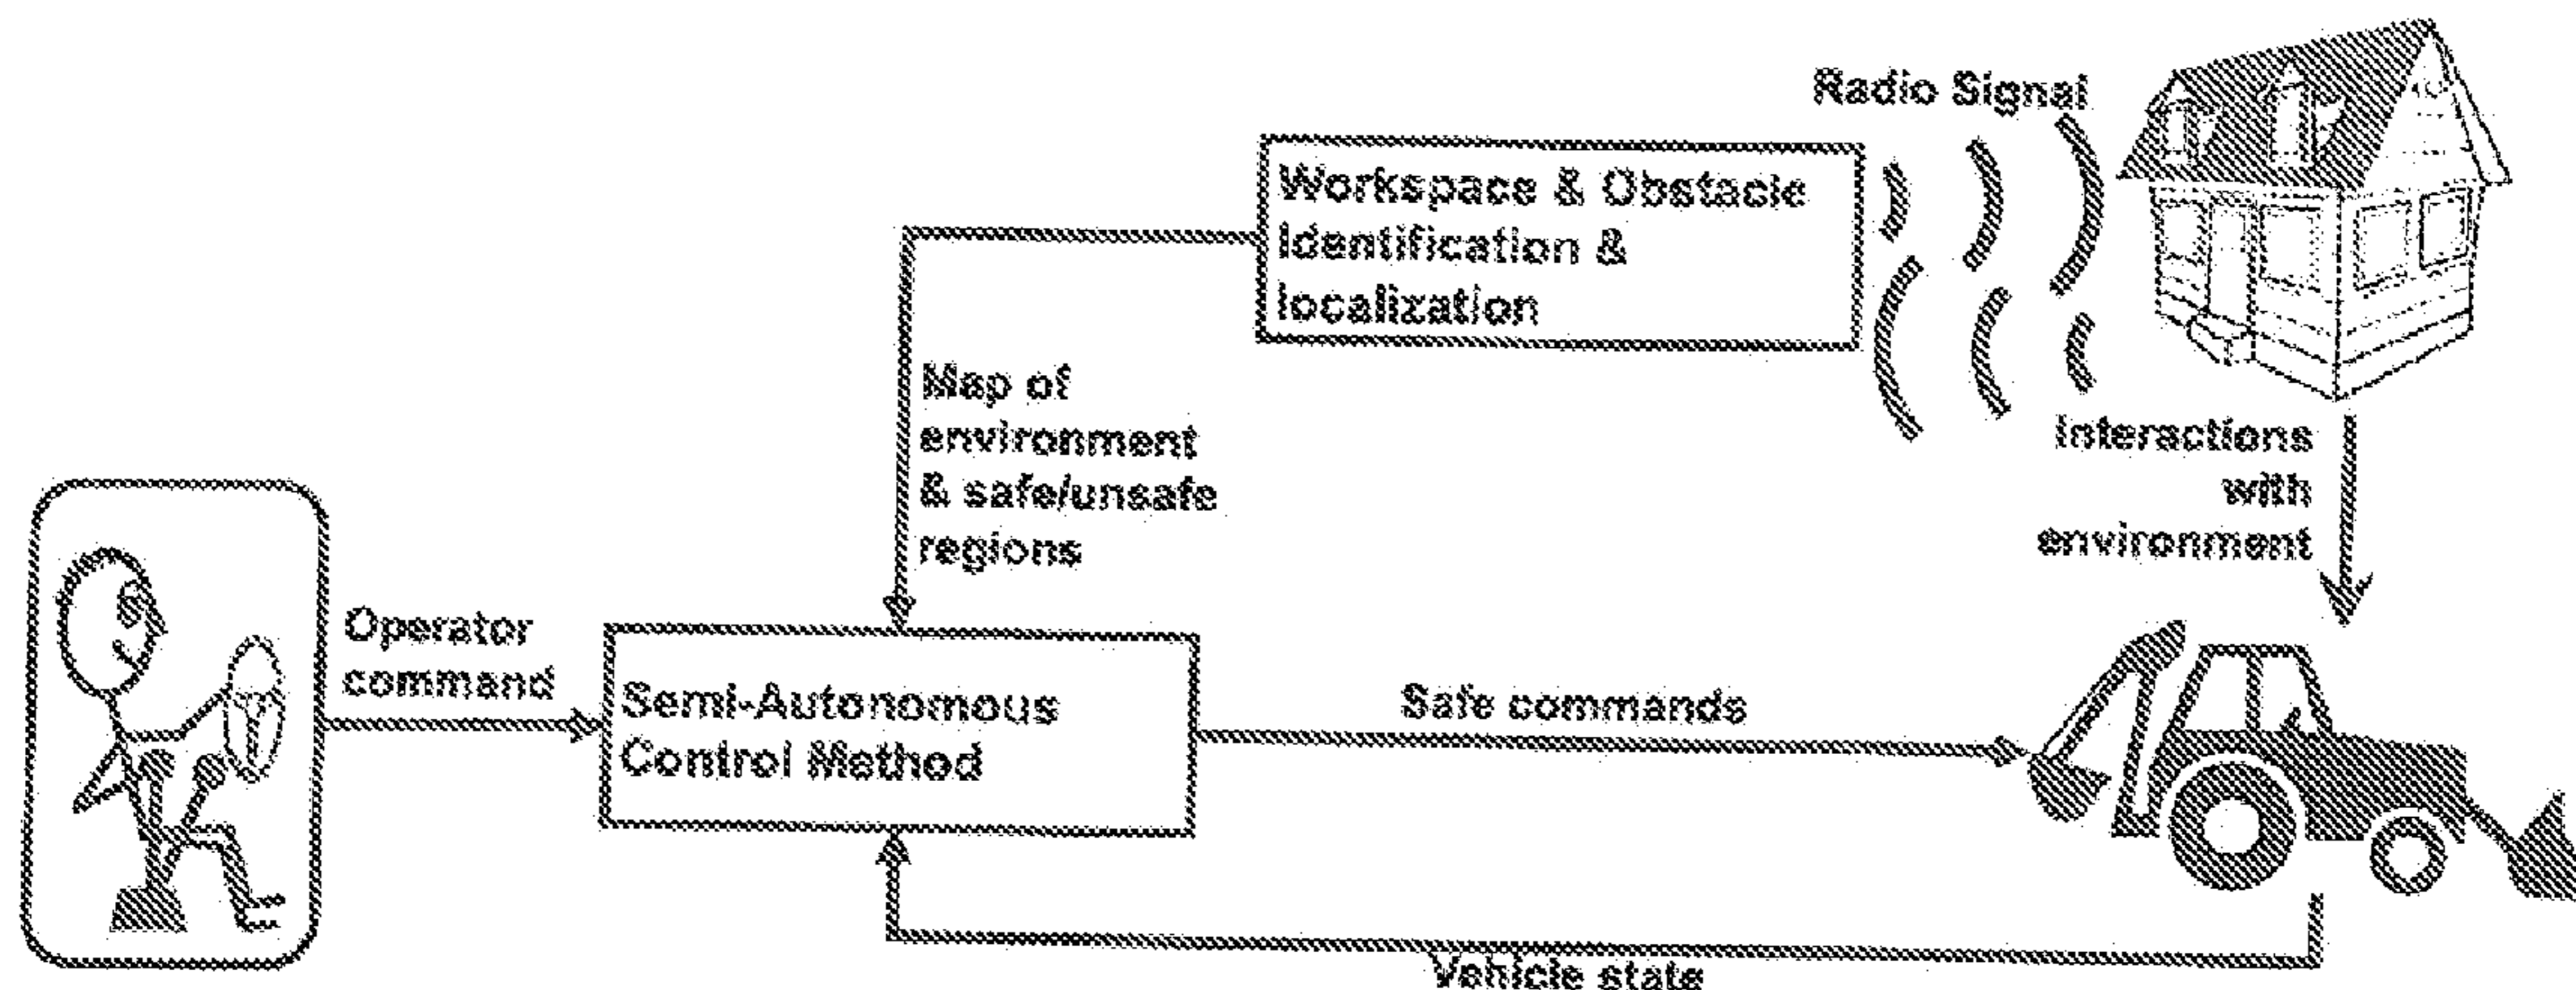 Radio Signal
Workspace & Obstacle
Identification &
localization
Map of
environment
& safe/unsafe
regions
Interactions
with
environment
Operator
command
Semi-Autonomous
Control Method
Safe commands
Vehicle state